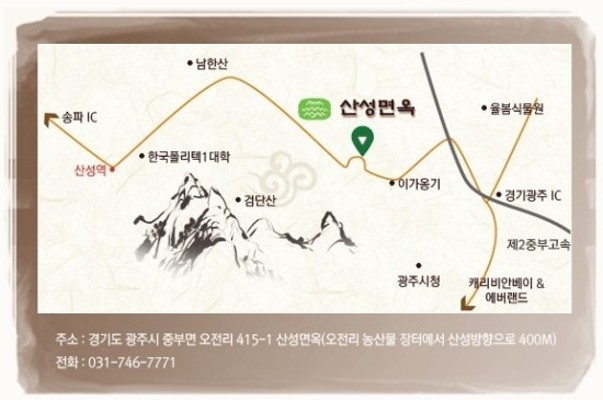 남한산
산성면옥
송파 IC
율봄식물원
산성역
한국폴리텍1대학
이가옹기
검단산
경기광주 IC
제2중부고속
광주시청
캐리비안베이 &
에버랜드
주소 : 경기도 광주시 중부면 오전리 415-1 산성면옥(오전리 농산물 장터에서 산성방향으로 400M)
전화 : 031-746-7771